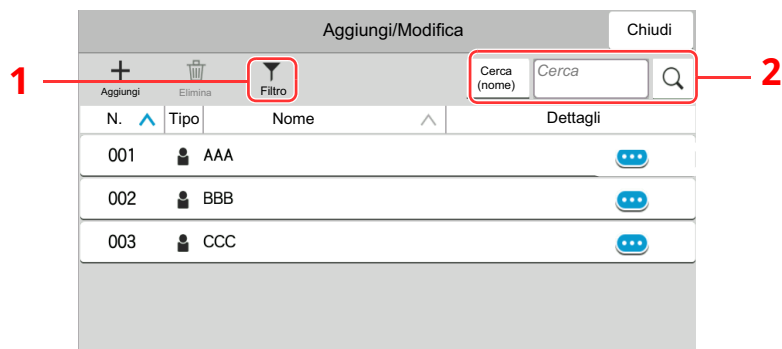 Aggiungi/Modifica Chiudi
1 Aggiungi Elimina Filtro Cerca (nome) Cerca 2
N. Tipo Nome Dettagli
001 AAA
002 BBB
003 CCC